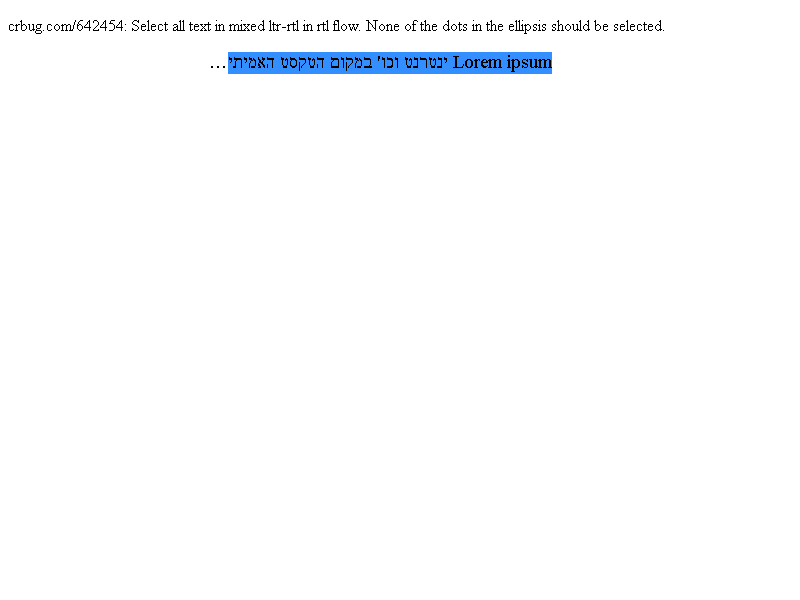 crbug.com/642454: Select all text in mixed ltr-rtl in rtl flow. None of the dots in the ellipsis should be selected.
Lorem ipsum ינטרנט וכו' במקום הטקסט האמיתי…